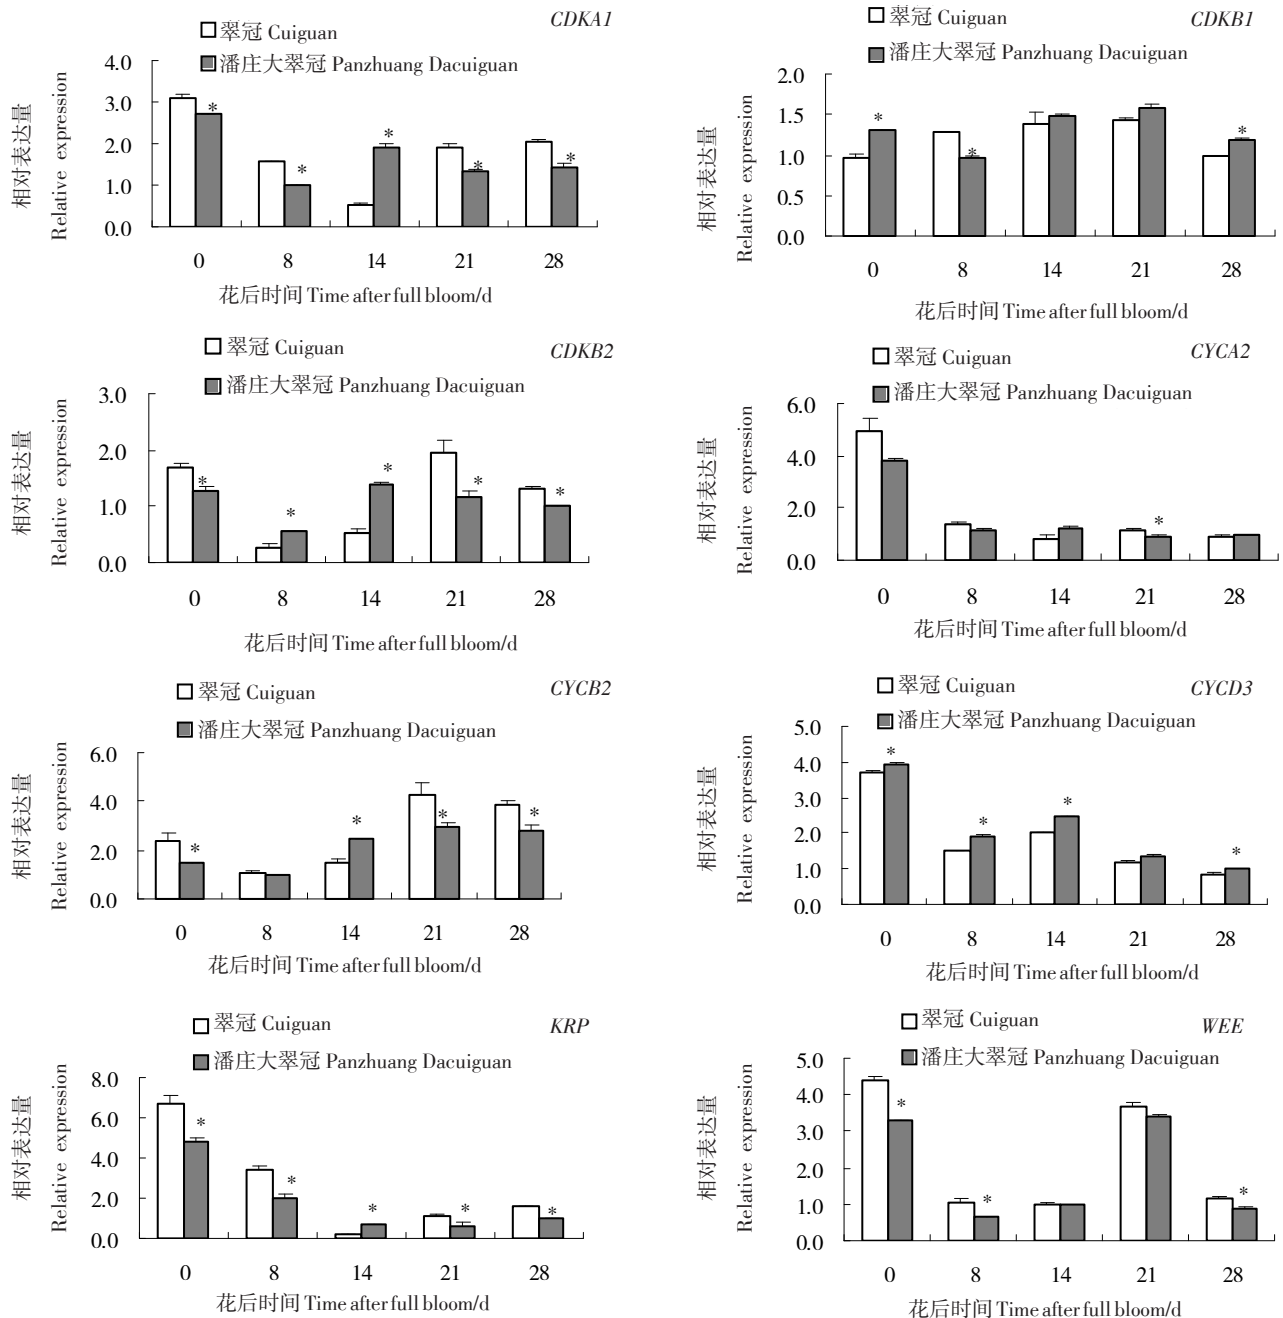 CDKA1
翠冠 Cuiguan
潘庄大翠冠 Panzhuang Dacuiguan
相对表达量
Relative expression
4.0
3.0
2.0
1.0
0.0
* * * * *
0 8 14 21 28
花后时间 Time after full bloom/d
CDKB1
翠冠 Cuiguan
潘庄大翠冠 Panzhuang Dacuiguan
相对表达量
Relative expression
2.0
1.5
1.0
0.5
0.0
* * *
0 8 14 21 28
花后时间 Time after full bloom/d
CDKB2
翠冠 Cuiguan
潘庄大翠冠 Panzhuang Dacuiguan
相对表达量
Relative expression
3.0
2.0
1.0
0.0
* * * * *
0 8 14 21 28
花后时间 Time after full bloom/d
CYCA2
翠冠 Cuiguan
潘庄大翠冠 Panzhuang Dacuiguan
相对表达量
Relative expression
6.0
4.0
2.0
0.0
*
0 8 14 21 28
花后时间 Time after full bloom/d
CYCB2
翠冠 Cuiguan
潘庄大翠冠 Panzhuang Dacuiguan
相对表达量
Relative expression
6.0
4.0
2.0
0.0
* * * *
0 8 14 21 28
花后时间 Time after full bloom/d
CYCD3
翠冠 Cuiguan
潘庄大翠冠 Panzhuang Dacuiguan
相对表达量
Relative expression
5.0
4.0
3.0
2.0
1.0
0.0
* * * *
0 8 14 21 28
花后时间 Time after full bloom/d
KRP
翠冠 Cuiguan
潘庄大翠冠 Panzhuang Dacuiguan
相对表达量
Relative expression
8.0
6.0
4.0
2.0
0.0
* * * * *
0 8 14 21 28
花后时间 Time after full bloom/d
WEE
翠冠 Cuiguan
潘庄大翠冠 Panzhuang Dacuiguan
相对表达量
Relative expression
5.0
4.0
3.0
2.0
1.0
0.0
* * *
0 8 14 21 28
花后时间 Time after full bloom/d